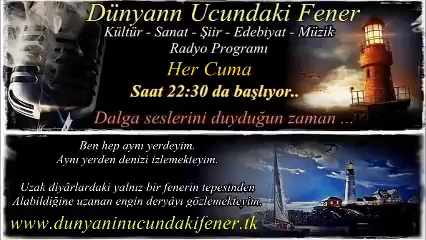 Dünyann Ucundaki Fener
Kültür - Sanat - Şiir - Edebiyat - Müzik
Radyo Programı
Her Cuma
Saat 22:30 da başlıyor..
Dalga seslerini duyduğun zaman ...
Ben hep aynı yerdeyim.
Aynı yerden denizi izlemekteyim.
Uzak diyârlardaki yalnız bir fenerin tepesinden
Alabildiğine uzanan engin deryâyı gözlemekteyim.
www.dunyaninucundakifener.tk